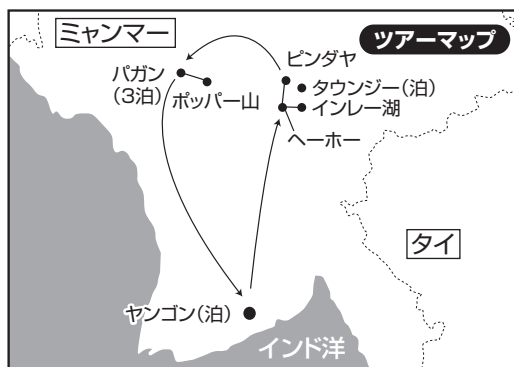 ミャンマー
ツアーマップ
パガン
(3泊)
ポッパー山
ピンダヤ
タウンジー(泊)
インレー湖
ヘーホー
タイ
ヤンゴン(泊)
インド洋